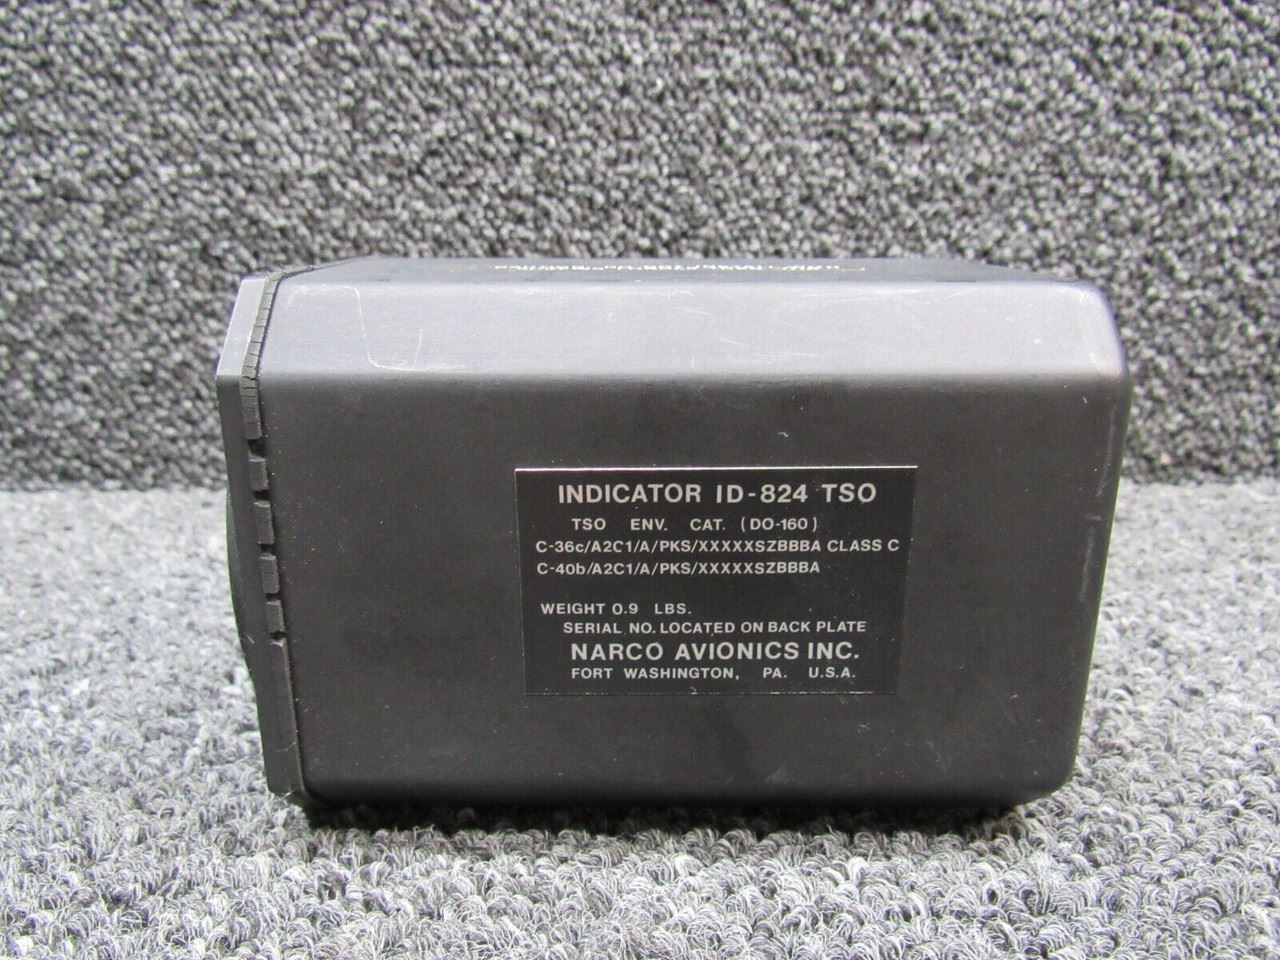 INDICATOR ID-824 TSO
TSO ENV. CAT. (DO-160)
C-36c/A2C1/A/PKS/XXXXXSZBBBA CLASS C
C-40b/A2C1/A/PKS/XXXXXSZBBBA
WEIGHT 0.9 LBS.
SERIAL NO. LOCATED ON BACK PLATE
NARCO AVIONICS INC.
FORT WASHINGTON, PA. U.S.A.